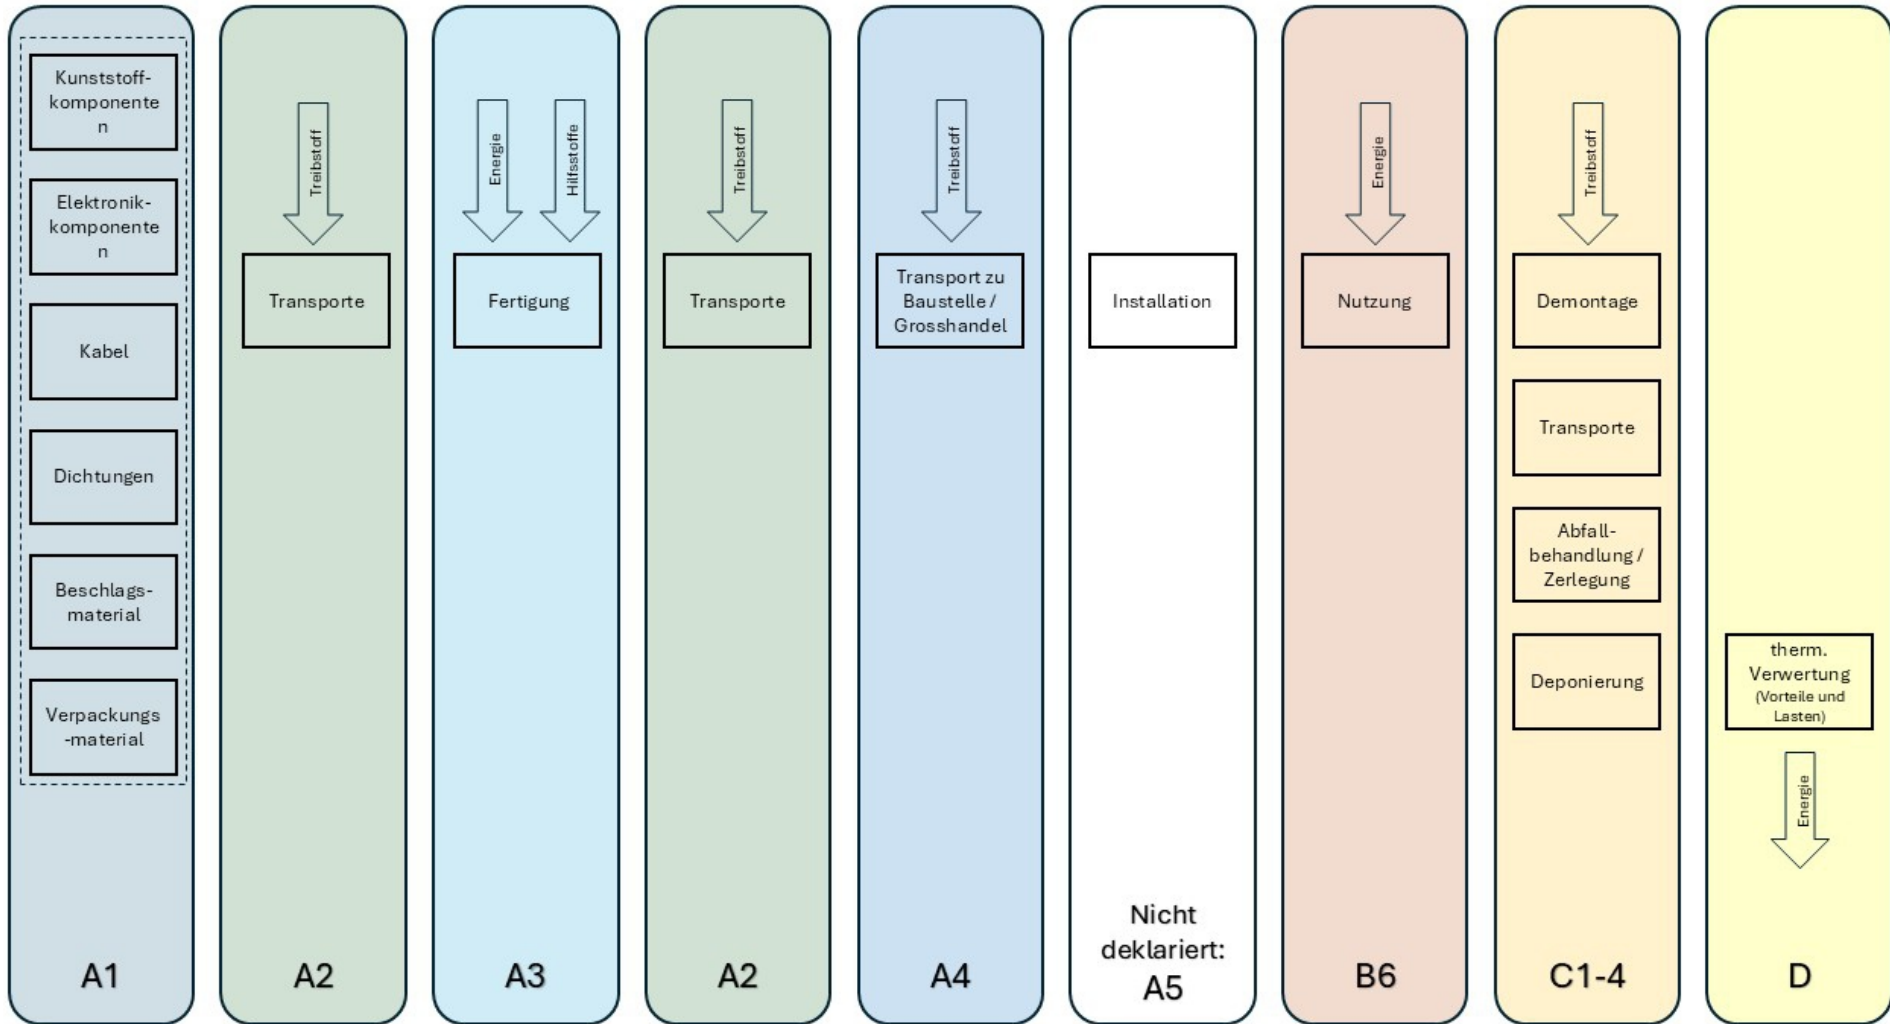 Kunststoff-
komponente
n
Elektronik-
komponente
n
Kabel
Dichtungen
Beschlags-
material
Verpackungs
-material
A1
Treibstoff
Transporte
A2
Energie
Hilfsstoffe
Fertigung
A3
Treibstoff
Transporte
A2
Treibstoff
Transport zu
Baustelle /
Grosshandel
A4
Installation
Nicht
deklariert:
A5
Energie
Nutzung
B6
Treibstoff
Demontage
Transporte
Abfall-
behandlung /
Zerlegung
Deponierung
C1-4
therm.
Verwertung
(Vorteile und
Lasten)
Energie
D